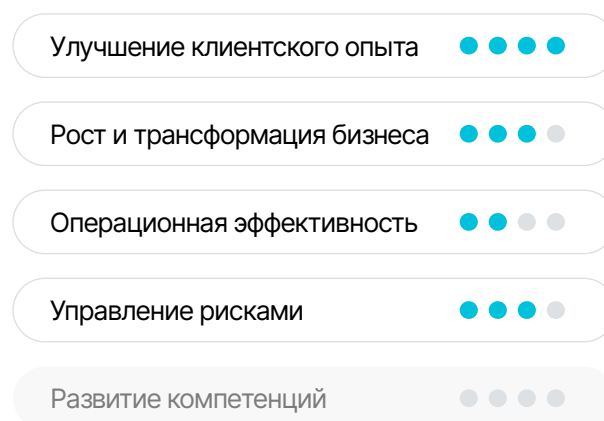 Улучшение клиентского опыта
Рост и трансформация бизнеса
Операционная эффективность
Управление рисками
Развитие компетенций